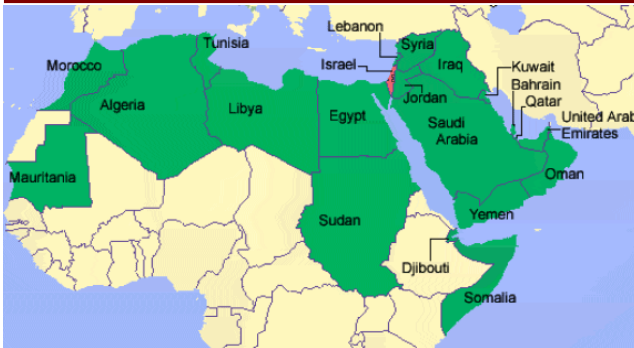 Lebanon
Tunisia
Syria
Morocco
Israel
Iraq
Kuwait
Bahrain
Qatar
Algeria
Libya
Egypt
Jordan
Saudi
Arabia
United Arab
Emirates
Mauritania
Oman
Sudan
Yemen
Djibouti
Somalia